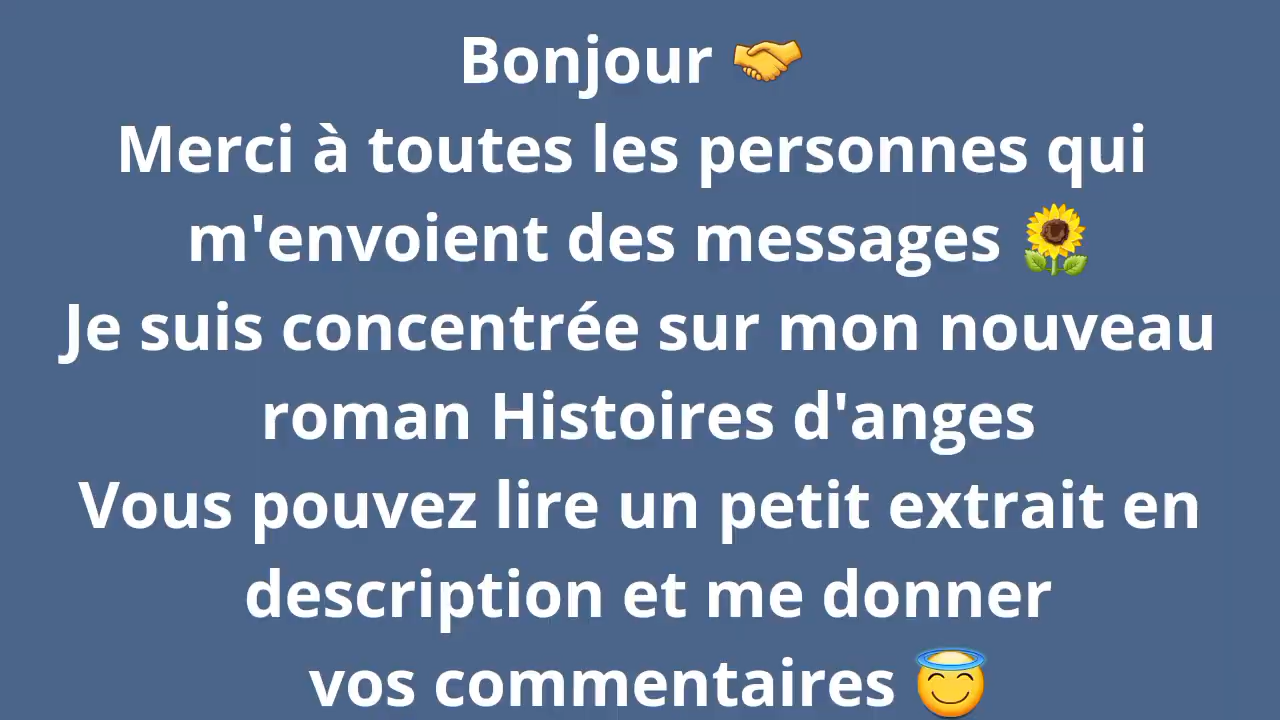 Bonjour 🤝
Merci à toutes les personnes qui
m'envoient des messages 🌻
Je suis concentrée sur mon nouveau
roman Histoires d'anges
Vous pouvez lire un petit extrait en
description et me donner
vos commentaires 😇